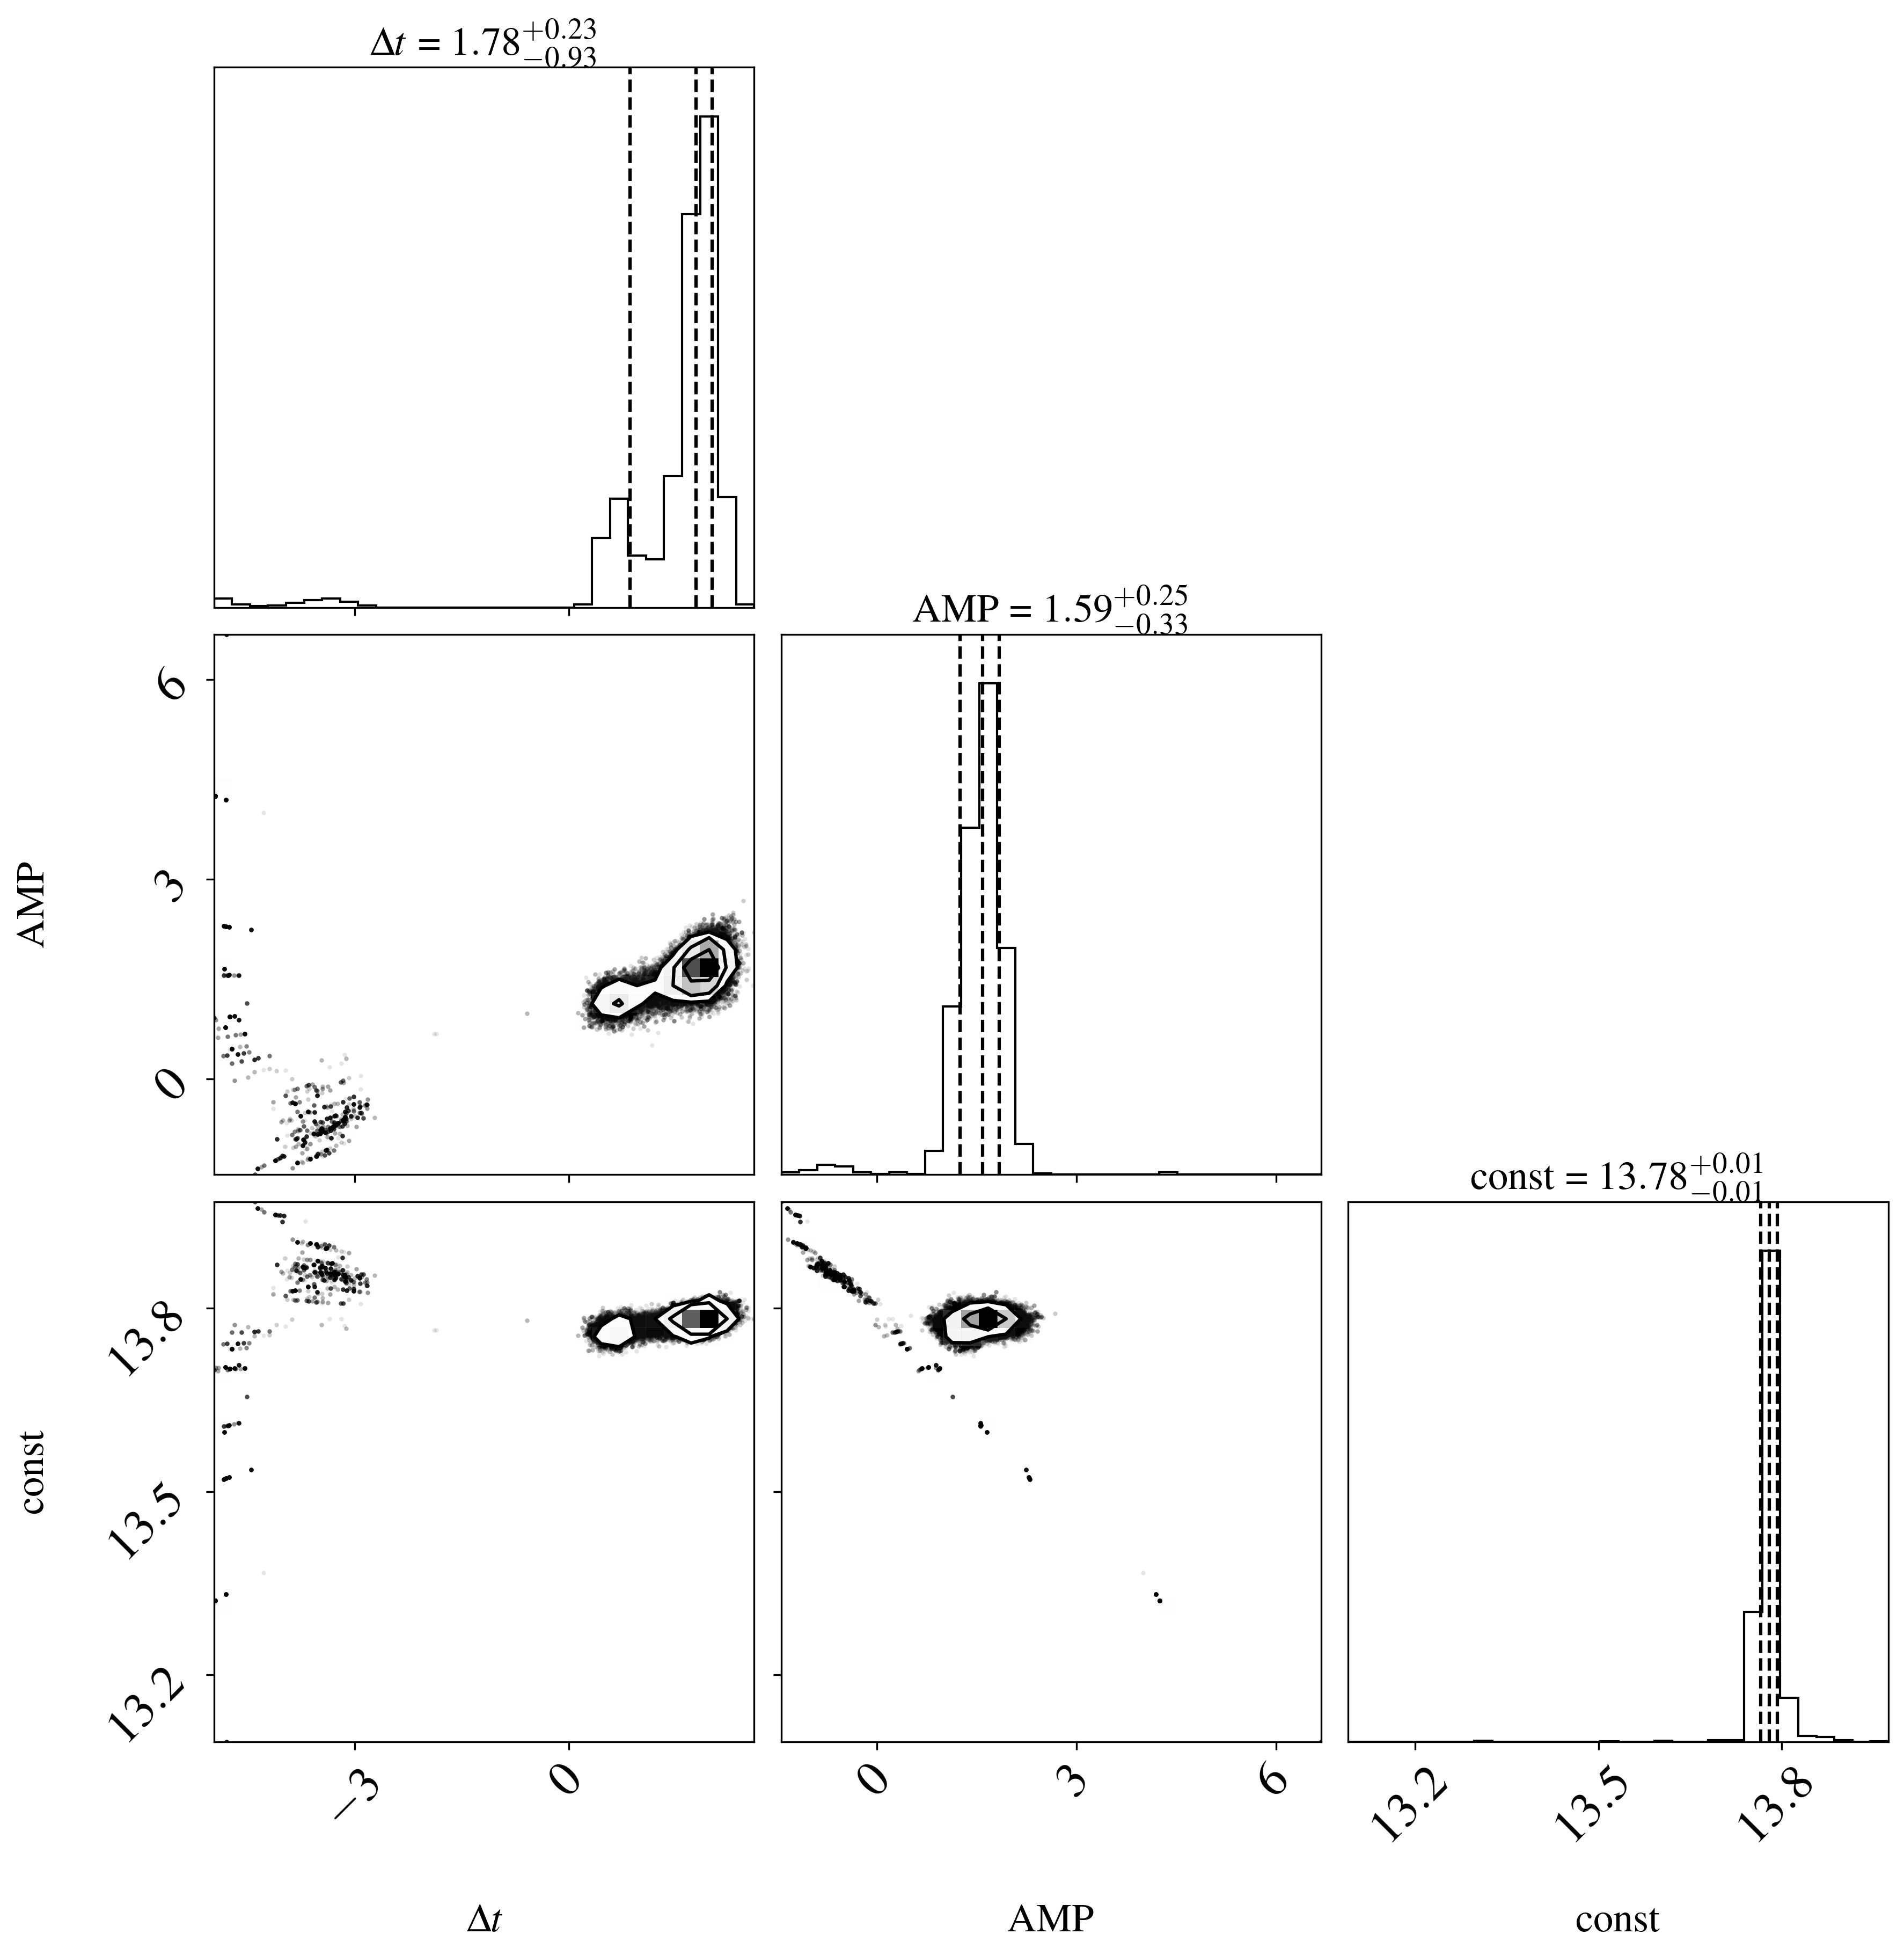 Δt = 1.78+0.23−0.93
AMP = 1.59+0.25−0.33
6
3
0
AMP
const = 13.78+0.01−0.01
13.8
13.5
13.2
const
−3
0
0
3
6
13.2
13.5
13.8
Δt
AMP
const